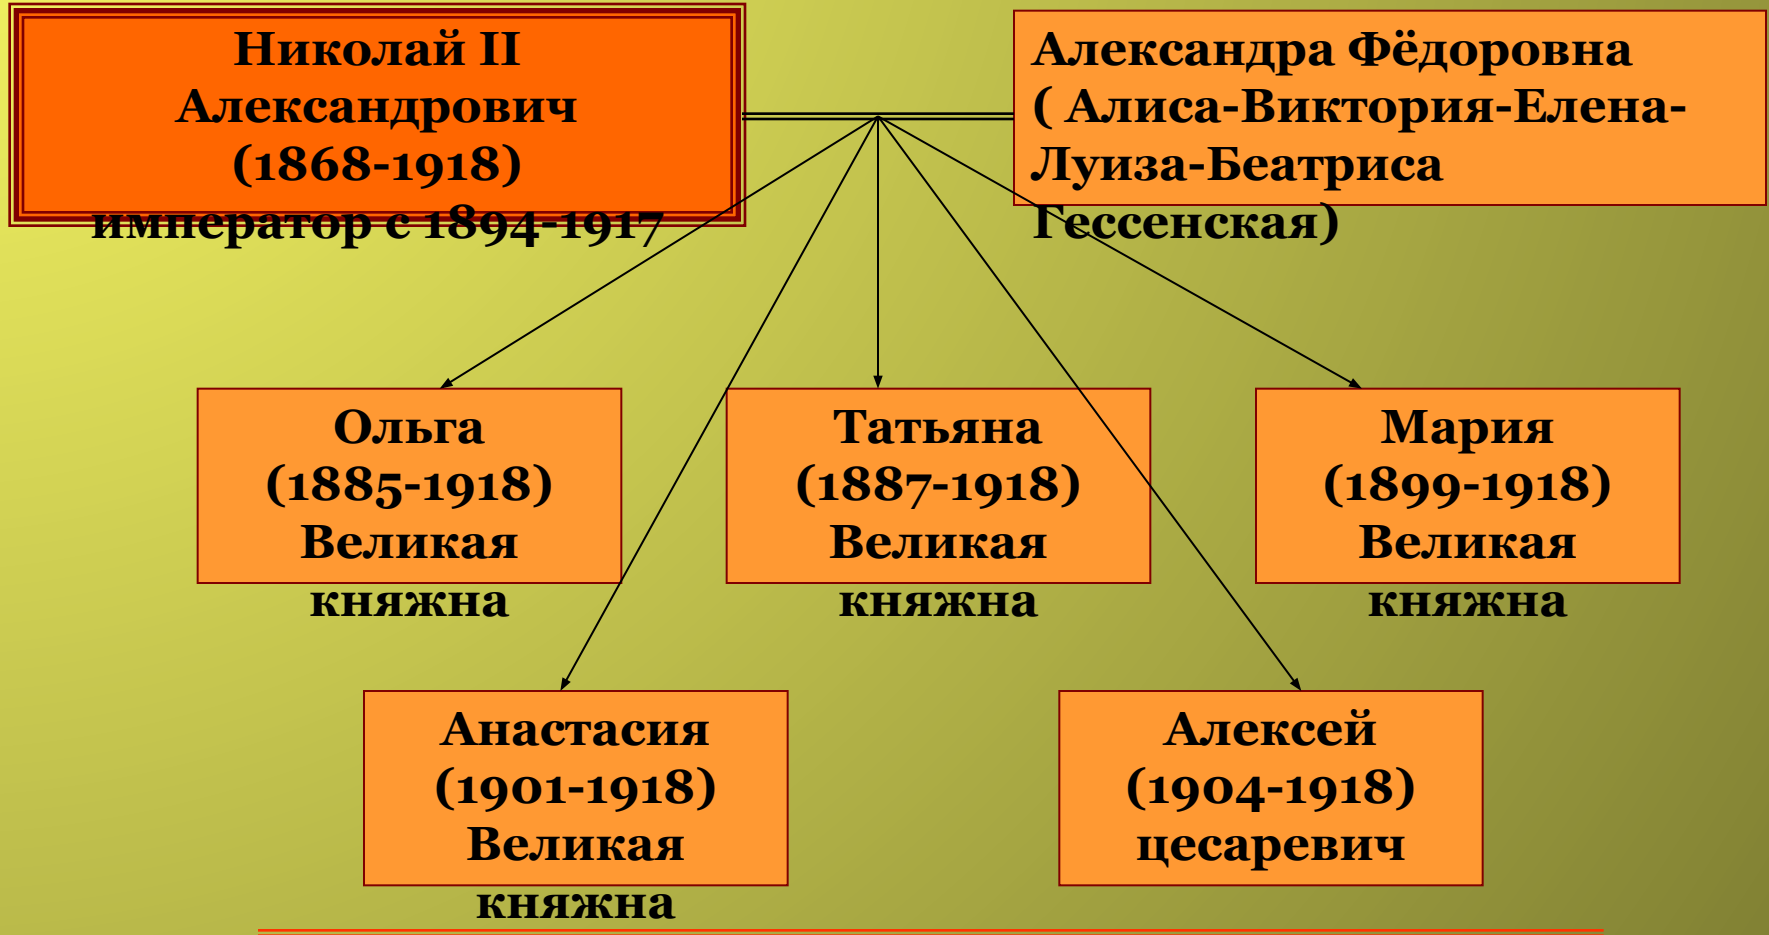 Николай II
Александрович
(1868-1918)
император с 1894-1917
Александра Фёдоровна
( Алиса-Виктория-Елена-
Луиза-Беатриса
Гессенская)
Ольга
(1885-1918)
Великая
княжна
Татьяна
(1887-1918)
Великая
княжна
Мария
(1899-1918)
Великая
княжна
Анастасия
(1901-1918)
Великая
княжна
Алексей
(1904-1918)
цесаревич